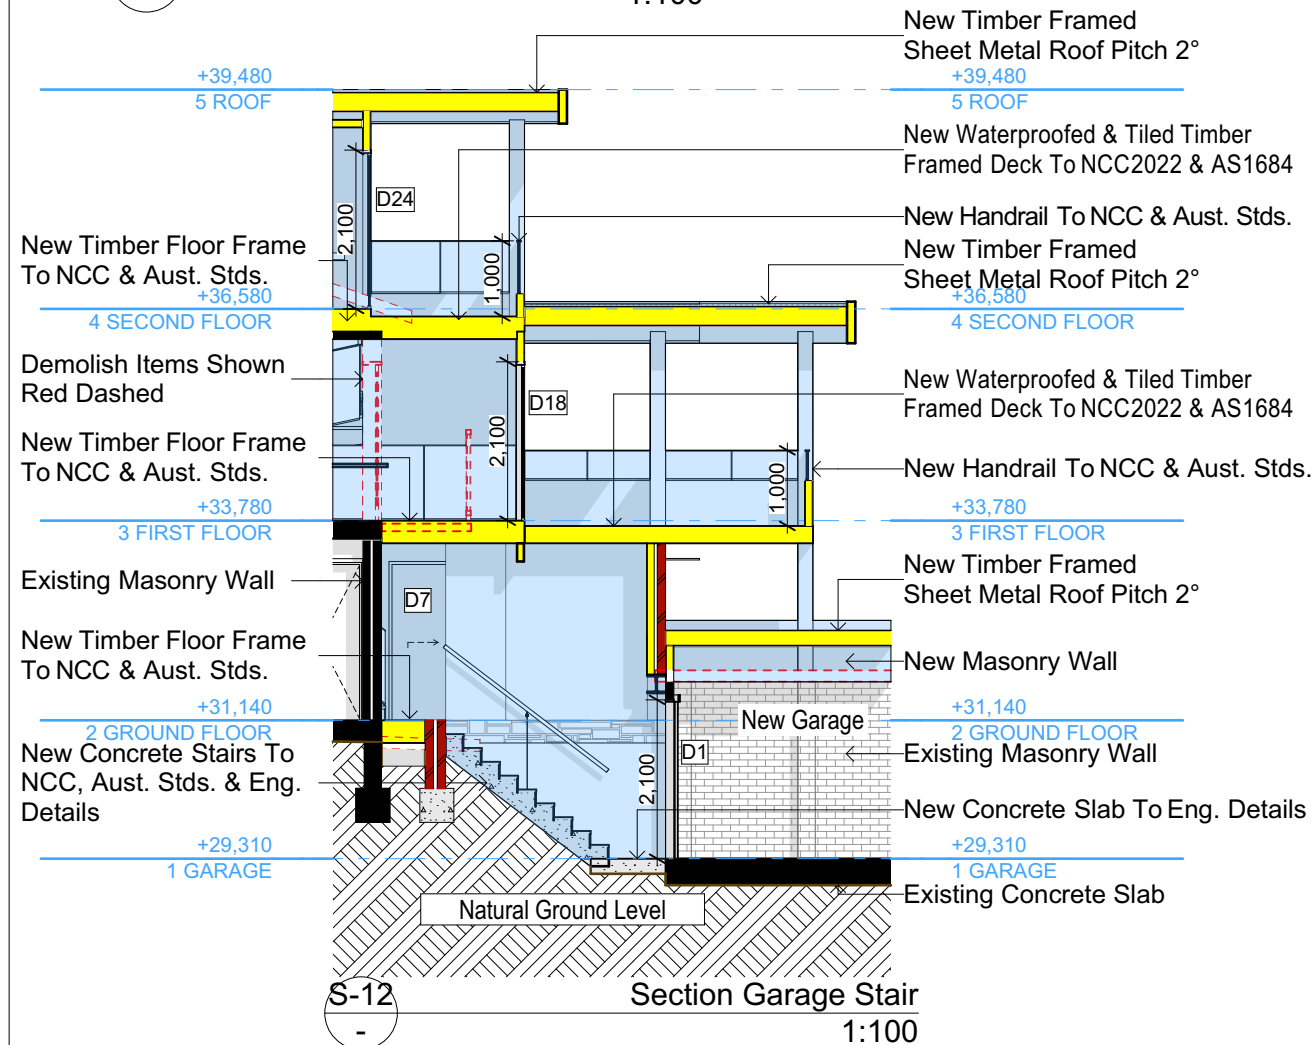 New Timber Framed
Sheet Metal Roof Pitch 2°
+39,480
5 ROOF
+39,480
5 ROOF
New Waterproofed & Tiled Timber
Framed Deck To NCC2022 & AS1684
D24
2,100
New Handrail To NCC & Aust. Stds.
New Timber Floor Frame
To NCC & Aust. Stds.
1,000
New Timber Framed
Sheet Metal Roof Pitch 2°
+36,580
4 SECOND FLOOR
+36,580
4 SECOND FLOOR
Demolish Items Shown
Red Dashed
New Waterproofed & Tiled Timber
Framed Deck To NCC2022 & AS1684
D18
2,100
New Timber Floor Frame
To NCC & Aust. Stds.
New Handrail To NCC & Aust. Stds.
1,000
+33,780
3 FIRST FLOOR
+33,780
3 FIRST FLOOR
Existing Masonry Wall
New Timber Framed
Sheet Metal Roof Pitch 2°
D7
New Timber Floor Frame
To NCC & Aust. Stds.
New Masonry Wall
+31,140
2 GROUND FLOOR
New Garage
+31,140
2 GROUND FLOOR
New Concrete Stairs To
NCC, Aust. Stds. & Eng.
Details
D1
2,100
Existing Masonry Wall
New Concrete Slab To Eng. Details
+29,310
1 GARAGE
+29,310
1 GARAGE
Existing Concrete Slab
Natural Ground Level
S-12
-
Section Garage Stair
1:100